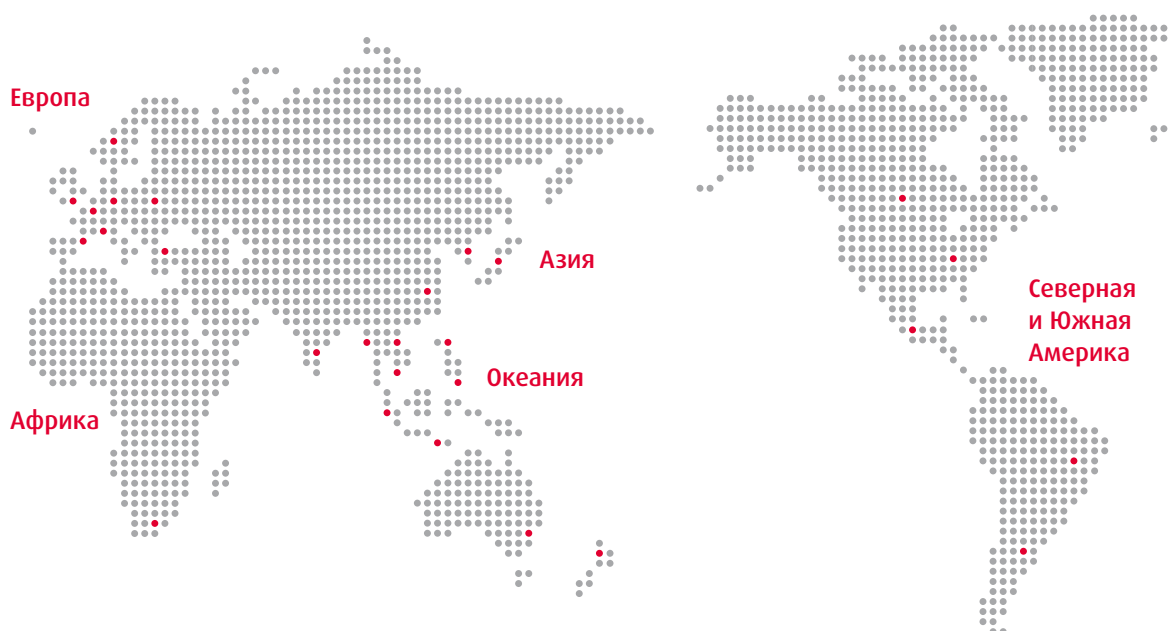 Европа
Азия
Северная
и Южная
Америка
Океания
Африка